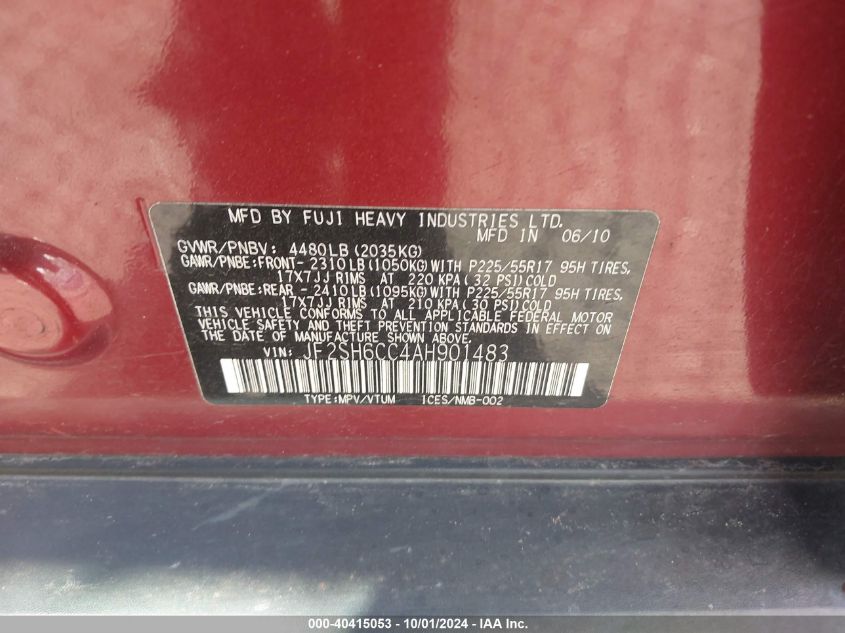 MFD BY FUJI HEAVY INDUSTRIES LTD.
MFD IN 06/10
GVWR/PNBV: 4480LB (2035KG)
GAWR/PNBE:FRONT- 2310LB (1050KG) WITH P225/55R17 95H TIRES,
17X7JJ RIMS AT 220 KPA ( 32 PSI) COLD
GAWR/PNBE:REAR - 2410LB (1095KG) WITH P225/55R17 95H TIRES,
17X7JJ RIMS AT 210 KPA ( 30 PSI) COLD
THIS VEHICLE CONFORMS TO ALL APPLICABLE FEDERAL MOTOR
VEHICLE SAFETY AND THEFT PREVENTION STANDARDS IN EFFECT ON
THE DATE OF MANUFACTURE SHOWN ABOVE.
VIN: JF2SH6CC4AH901483
TYPE:MPV/VTUM ICES/NMB-002
000-40415053 - 10/01/2024 - IAA Inc.